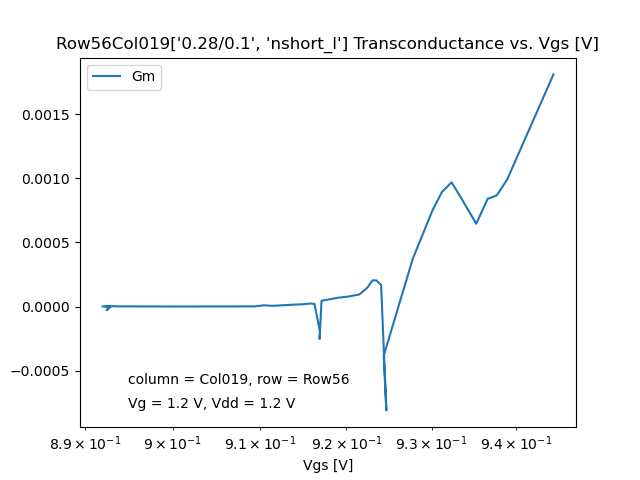 Row56Col019['0.28/0.1', 'nshort_l'] Transconductance vs. Vgs [V]
Gm
0.0015
0.0010
0.0005
0.0000
−0.0005
column = Col019, row = Row56
Vg = 1.2 V, Vdd = 1.2 V
8.9 × 10⁻¹ 9 × 10⁻¹ 9.1 × 10⁻¹ 9.2 × 10⁻¹ 9.3 × 10⁻¹ 9.4 × 10⁻¹
Vgs [V]